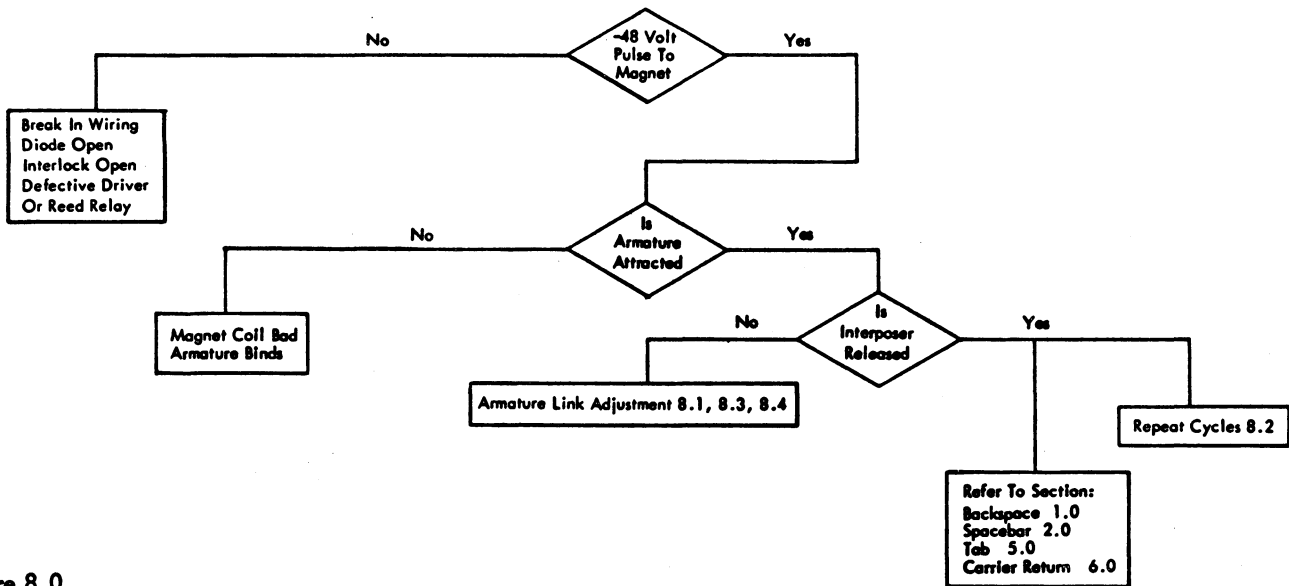 -48 Volt
Pulse To
Magnet
No
Yes
Break In Wiring
Diode Open
Interlock Open
Defective Driver
Or Reed Relay
Is
Armature
Attracted
No
Yes
Magnet Coil Bad
Armature Binds
Is
Interposer
Released
No
Yes
Armature Link Adjustment 8.1, 8.3, 8.4
Repeat Cycles 8.2
Refer To Section:
Backspace 1.0
Spacebar 2.0
Tab 5.0
Carrier Return 6.0
re 8.0